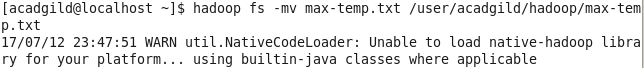 [acadgild@localhost ~]$ hadoop fs -mv max-temp.txt /user/acadgild/hadoop/max-tem
p.txt
17/07/12 23:47:51 WARN util.NativeCodeLoader: Unable to load native-hadoop libra
ry for your platform... using builtin-java classes where applicable